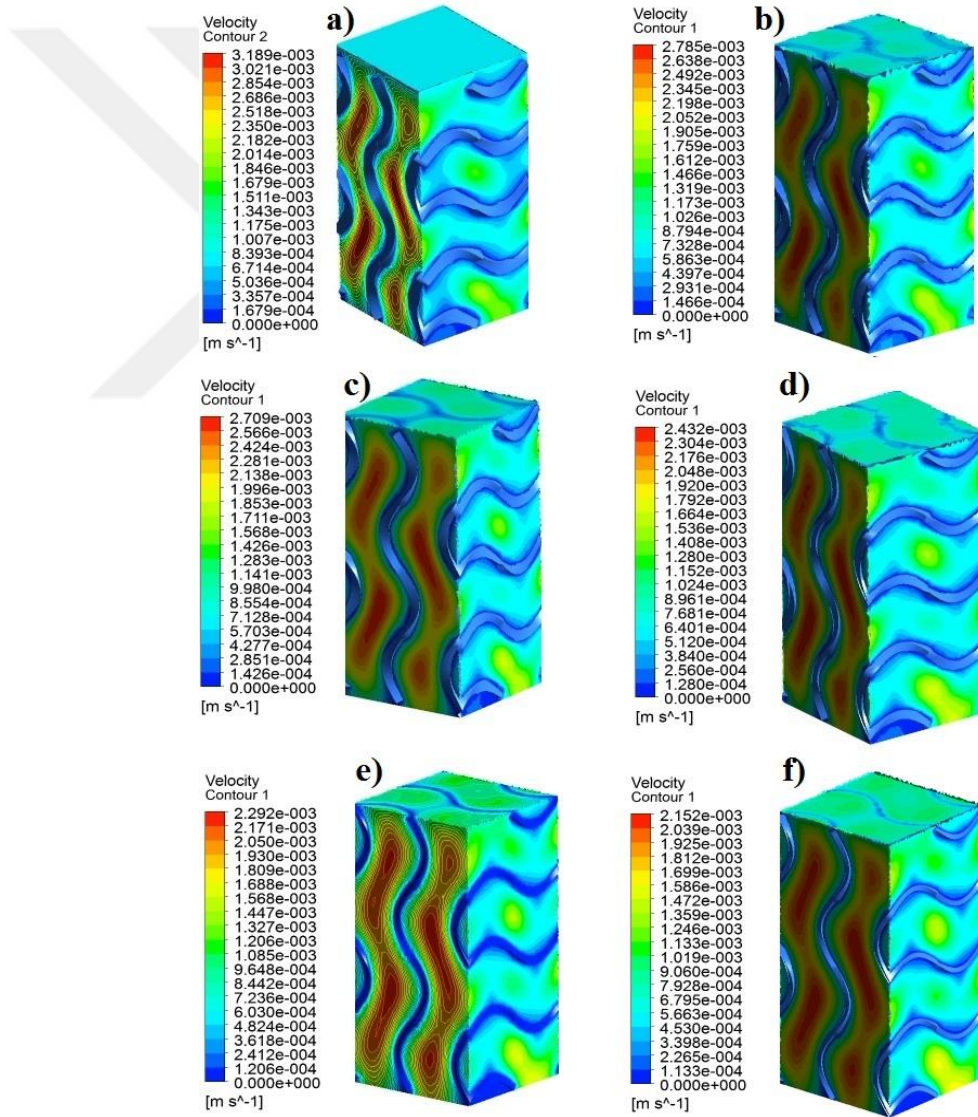 a)
Velocity
Contour 2
3.189e-003
3.021e-003
2.854e-003
2.686e-003
2.518e-003
2.350e-003
2.182e-003
2.014e-003
1.846e-003
1.679e-003
1.511e-003
1.343e-003
1.175e-003
1.007e-003
8.393e-004
6.714e-004
5.036e-004
3.357e-004
1.679e-004
0.000e+000
[m s^-1]
b)
Velocity
Contour 1
2.785e-003
2.638e-003
2.492e-003
2.345e-003
2.198e-003
2.052e-003
1.905e-003
1.759e-003
1.612e-003
1.466e-003
1.319e-003
1.173e-003
1.026e-003
8.794e-004
7.328e-004
5.863e-004
4.397e-004
2.931e-004
1.466e-004
0.000e+000
[m s^-1]
c)
Velocity
Contour 1
2.709e-003
2.566e-003
2.424e-003
2.281e-003
2.138e-003
1.996e-003
1.853e-003
1.711e-003
1.568e-003
1.426e-003
1.283e-003
1.141e-003
9.980e-004
8.554e-004
7.128e-004
5.703e-004
4.277e-004
2.851e-004
1.426e-004
0.000e+000
[m s^-1]
d)
Velocity
Contour 1
2.432e-003
2.304e-003
2.176e-003
2.048e-003
1.920e-003
1.792e-003
1.664e-003
1.536e-003
1.408e-003
1.280e-003
1.152e-003
1.024e-003
8.961e-004
7.681e-004
6.401e-004
5.120e-004
3.840e-004
2.560e-004
1.280e-004
0.000e+000
[m s^-1]
e)
Velocity
Contour 1
2.292e-003
2.171e-003
2.050e-003
1.930e-003
1.809e-003
1.688e-003
1.568e-003
1.447e-003
1.327e-003
1.206e-003
1.085e-003
9.648e-004
8.442e-004
7.236e-004
6.030e-004
4.824e-004
3.618e-004
2.412e-004
1.206e-004
0.000e+000
[m s^-1]
f)
Velocity
Contour 1
2.152e-003
2.039e-003
1.925e-003
1.812e-003
1.699e-003
1.586e-003
1.472e-003
1.359e-003
1.246e-003
1.133e-003
1.019e-003
9.060e-004
7.928e-004
6.795e-004
5.663e-004
4.530e-004
3.398e-004
2.265e-004
1.133e-004
0.000e+000
[m s^-1]